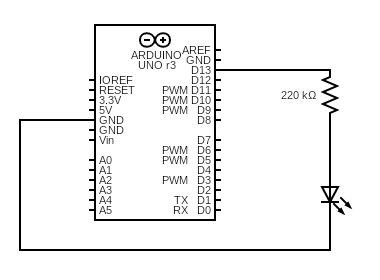 ARDUINO
UNO r3
AREF
GND
D13
IOREF D12
RESET PWM D11
3.3V PWM D10
5V PWM D9
GND D8
GND
Vin D7
PWM D6
A0 PWM D5
A1 D4
A2 PWM D3
A3 D2
A4 TX D1
A5 RX D0
220 kΩ